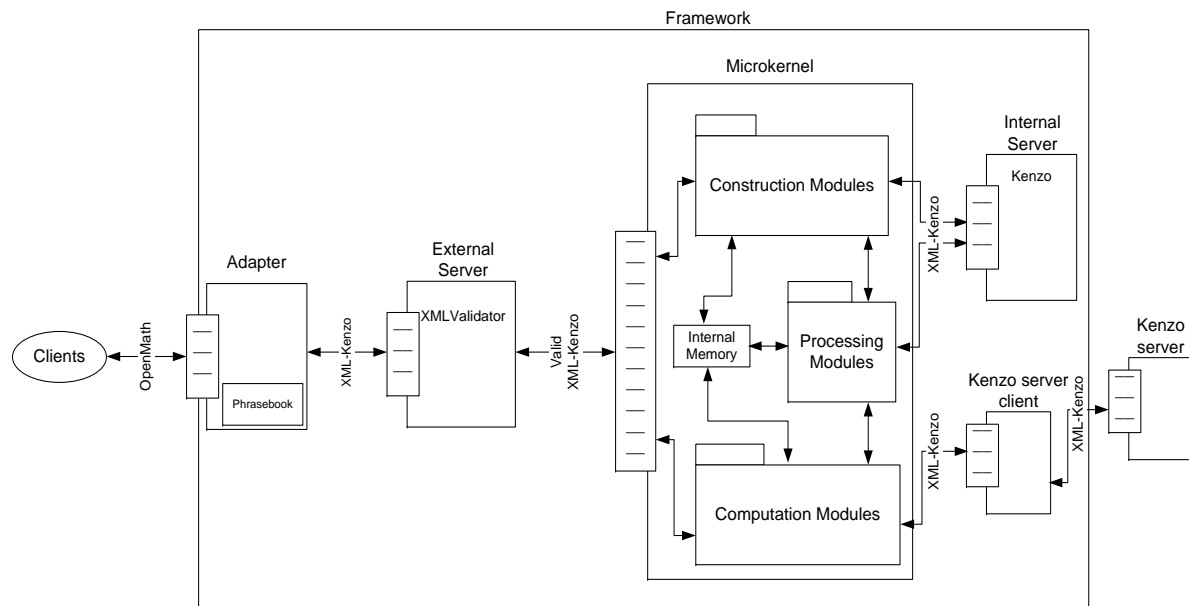 Framework
Microkernel
Internal
Server
Kenzo
Construction Modules
XML-Kenzo
External
Server
Adapter
XMLValidator
Clients
OpenMath
XML-Kenzo
Valid
XML-Kenzo
Internal
Memory
Processing
Modules
Kenzo
server
Phrasebook
Kenzo server
client
XML-Kenzo
XML-Kenzo
Computation Modules